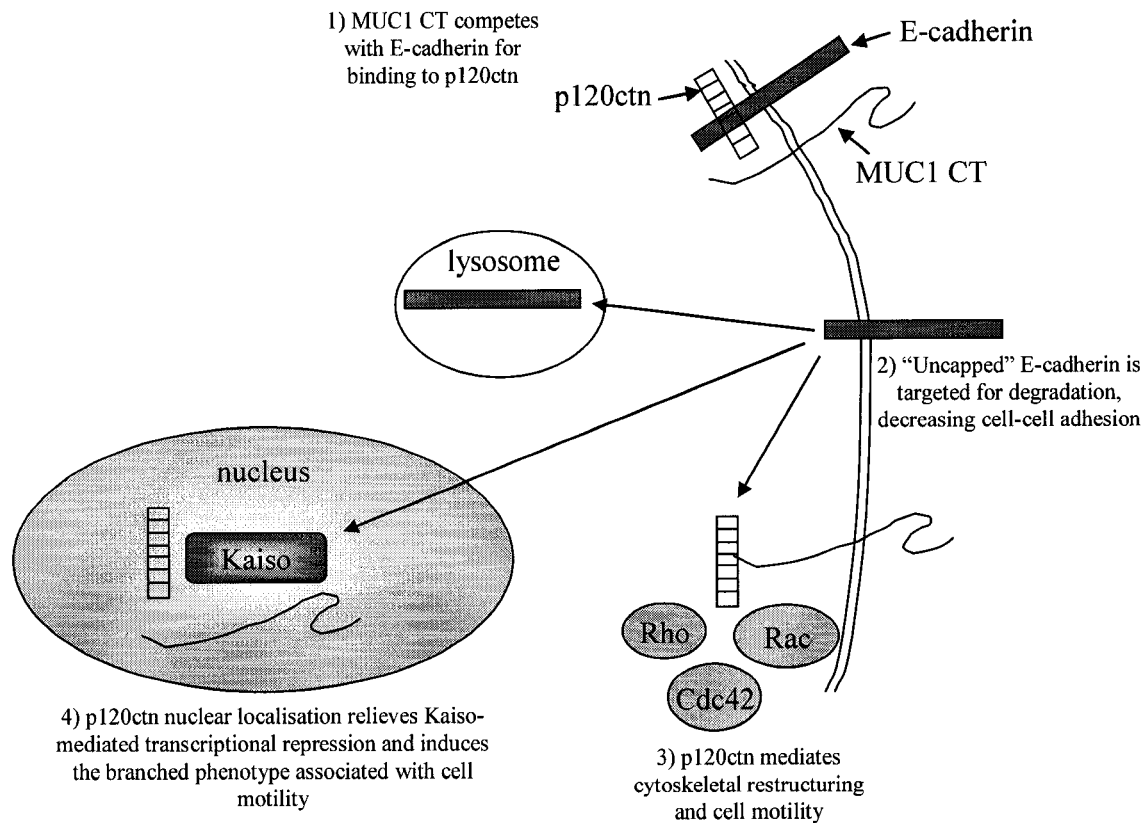 1) MUC1 CT competes
with E-cadherin for
binding to p120ctn
E-cadherin
p120ctn
MUC1 CT
lysosome
2) “Uncapped” E-cadherin is
targeted for degradation,
decreasing cell-cell adhesion
nucleus
Kaiso
Rho
Rac
Cdc42
4) p120ctn nuclear localisation relieves Kaiso-
mediated transcriptional repression and induces
the branched phenotype associated with cell
motility
3) p120ctn mediates
cytoskeletal restructuring
and cell motility